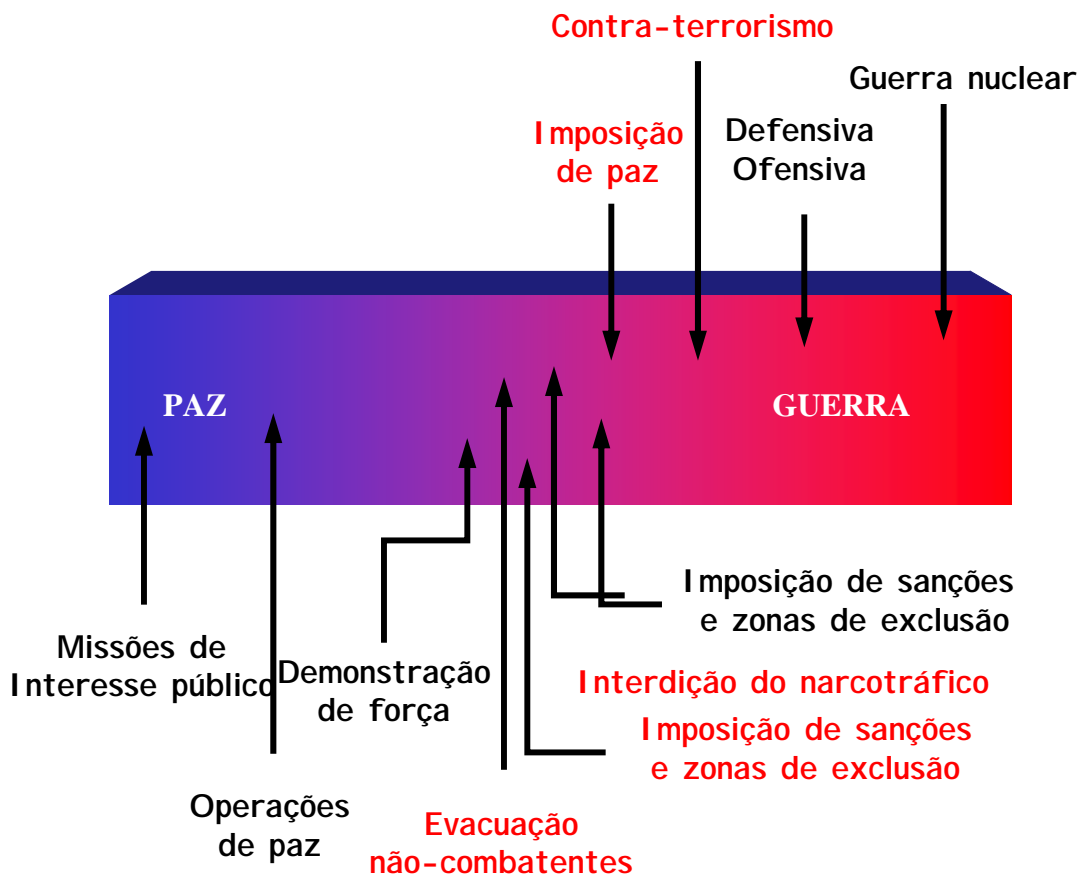 Contra-terrorismo
Guerra nuclear
Imposição
de paz
Defensiva
Ofensiva
PAZ
GUERRA
Imposição de sanções
e zonas de exclusão
Missões de
Interesse público
Demonstração
de força
Interdição do narcotráfico
Imposição de sanções
e zonas de exclusão
Operações
de paz
Evacuação
não-combatentes